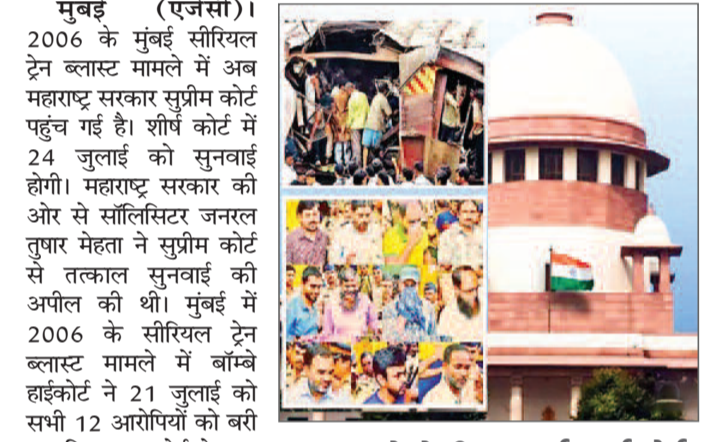 मुंबई (एजेंसी)।
2006 के मुंबई सीरियल
ट्रेन ब्लास्ट मामले में अब
महाराष्ट्र सरकार सुप्रीम कोर्ट
पहुंच गई है। शीर्ष कोर्ट में
24 जुलाई को सुनवाई
होगी। महाराष्ट्र सरकार की
ओर से सॉलिसिटर जनरल
तुषार मेहता ने सुप्रीम कोर्ट
से तत्काल सुनवाई की
अपील की थी। मुंबई में
2006 के सीरियल ट्रेन
ब्लास्ट मामले में बॉम्बे
हाईकोर्ट ने 21 जुलाई को
सभी 12 आरोपियों को बरी